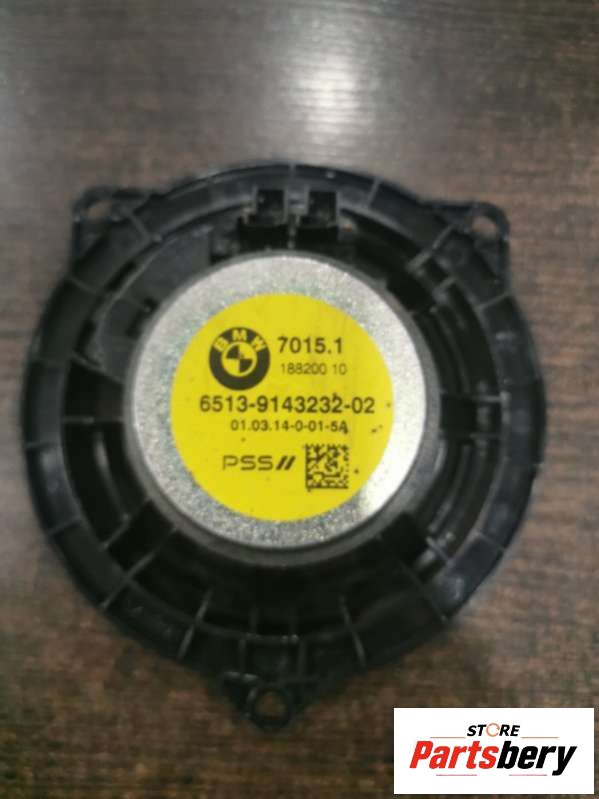 BMW
7015.1
188200 10
6513-9143232-02
01.03.14-0-01-5A
PSS//
STORE
Partsbery